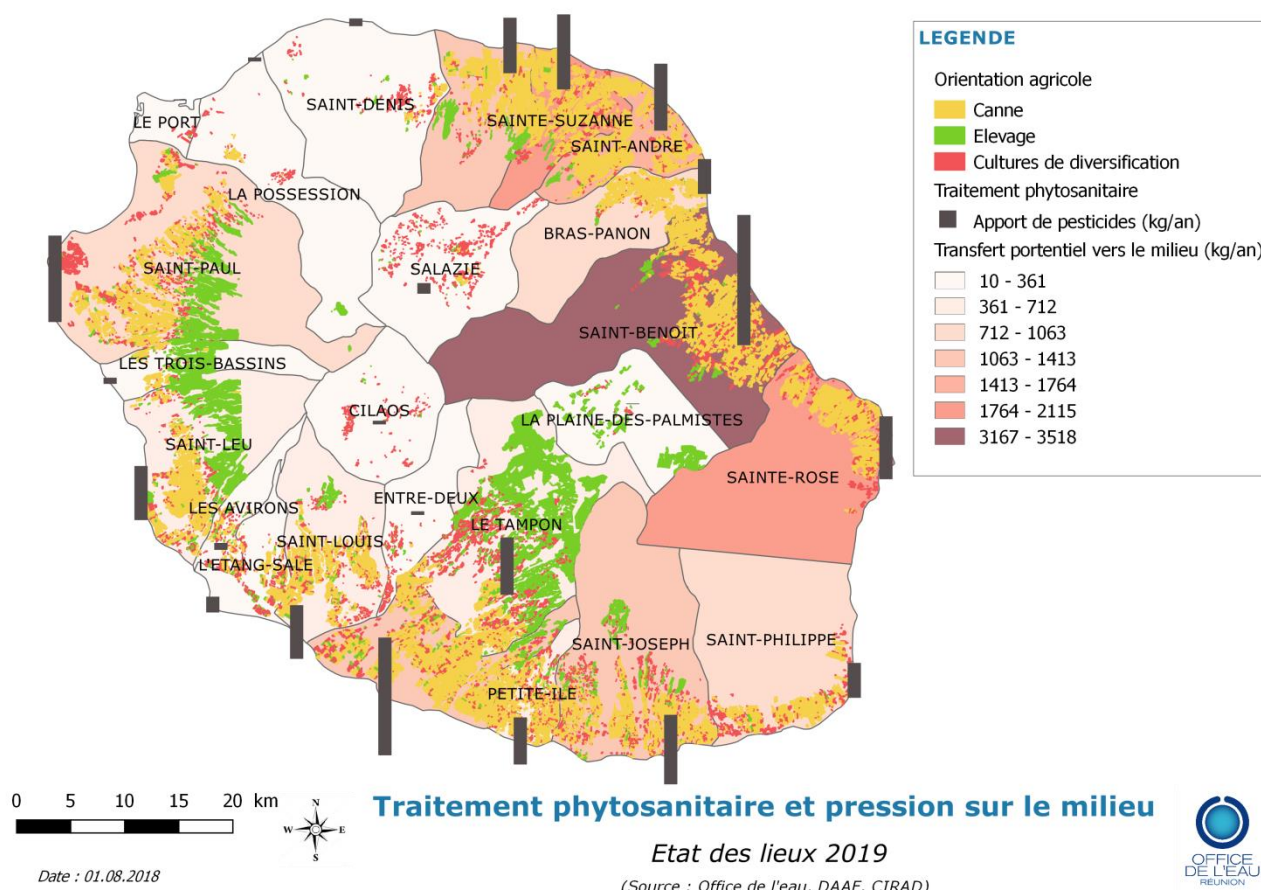 LEGENDE
Orientation agricole
Canne
Elevage
Cultures de diversification
Traitement phytosanitaire
Apport de pesticides (kg/an)
Transfert portentiel vers le milieu (kg/an)
10 - 361
361 - 712
712 - 1063
1063 - 1413
1413 - 1764
1764 - 2115
3167 - 3518
SAINT-DENIS
LE PORT
SAINTE-SUZANNE
SAINT-ANDRE
LA POSSESSION
BRAS-PANON
SAINT-PAUL
SALAZIE
SAINT-BENOIT
LES TROIS-BASSINS
CILAOS
LA PLAINE-DES-PALMISTES
SAINT-LEU
SAINTE-ROSE
ENTRE-DEUX
LES AVIRONS
LE TAMPON
SAINT-LOUIS
L'ETANG-SALE
SAINT-JOSEPH
SAINT-PHILIPPE
PETITE-ILE
0 5 10 15 20 km
N
W E
S
Date : 01.08.2018
Traitement phytosanitaire et pression sur le milieu
Etat des lieux 2019
(Source : Office de l'eau, DAAF, CIRAD)
OFFICE
DE L'EAU
RÉUNION